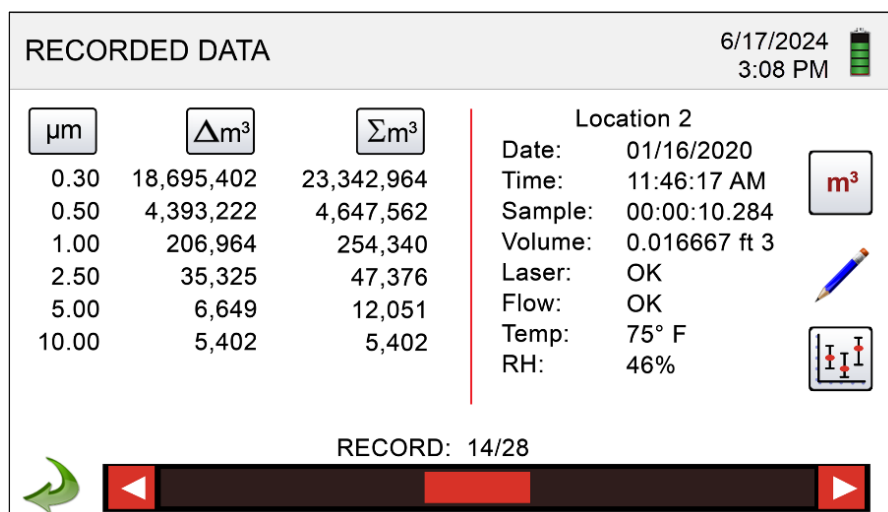 RECORDED DATA
6/17/2024
3:08 PM
µm Δm³ Σm³
0.30 18,695,402 23,342,964
0.50 4,393,222 4,647,562
1.00 206,964 254,340
2.50 35,325 47,376
5.00 6,649 12,051
10.00 5,402 5,402
Location 2
Date: 01/16/2020
Time: 11:46:17 AM
Sample: 00:00:10.284
Volume: 0.016667 ft 3
Laser: OK
Flow: OK
Temp: 75° F
RH: 46%
m³
RECORD: 14/28